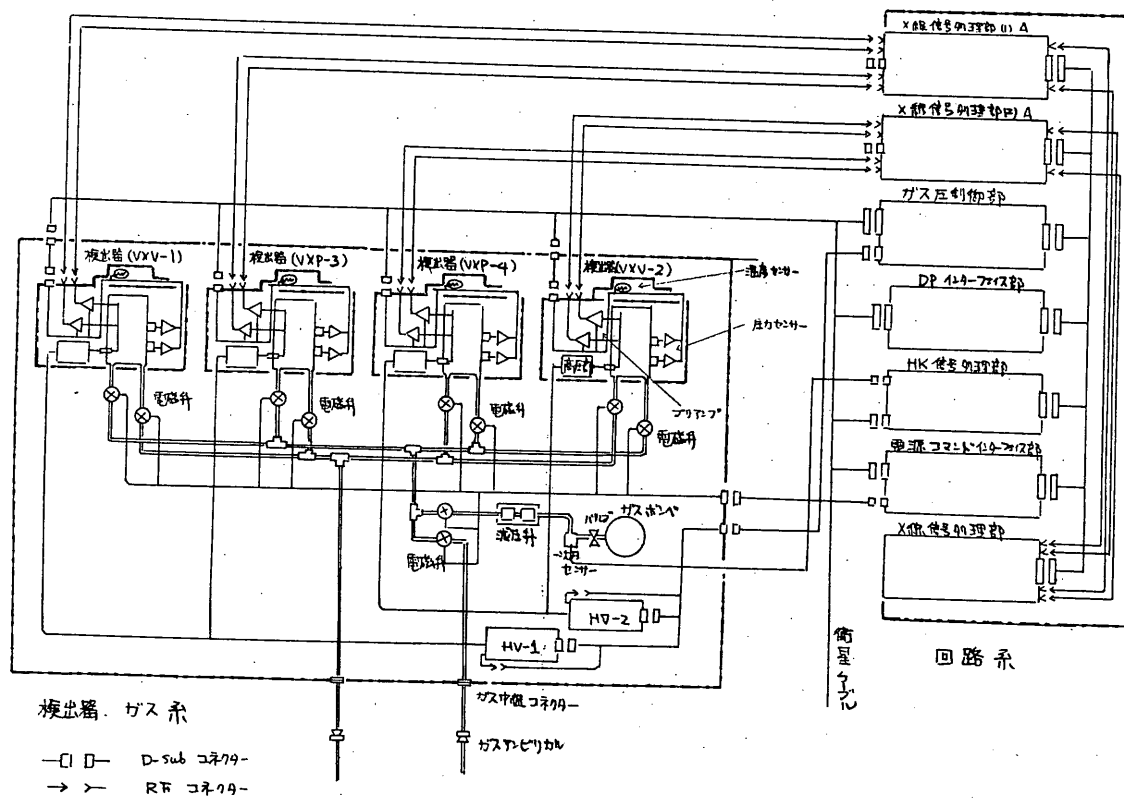 X線信号処理部(1) A
X線信号処理部(2) A
ガス圧制御部
検出器(VXV-1)
検出器(VXP-3)
検出器(VXP-4)
検出器(VXV-2)
温度センサー
DPインターフェイス部
圧力センサー
HK信号処理部
高圧部
プリアンプ
電磁弁
電磁弁
電磁弁
電磁弁
電源コマンドインターフェイス部
バルブ
ガスボンベ
減圧弁
センサー
電磁弁
X線信号処理部
HV-2
HV-1
衛星ケーブル
回路系
ガス中継コネクター
検出器. ガス系
ガスアンビリカル
D-sub コネクター
RF コネクター